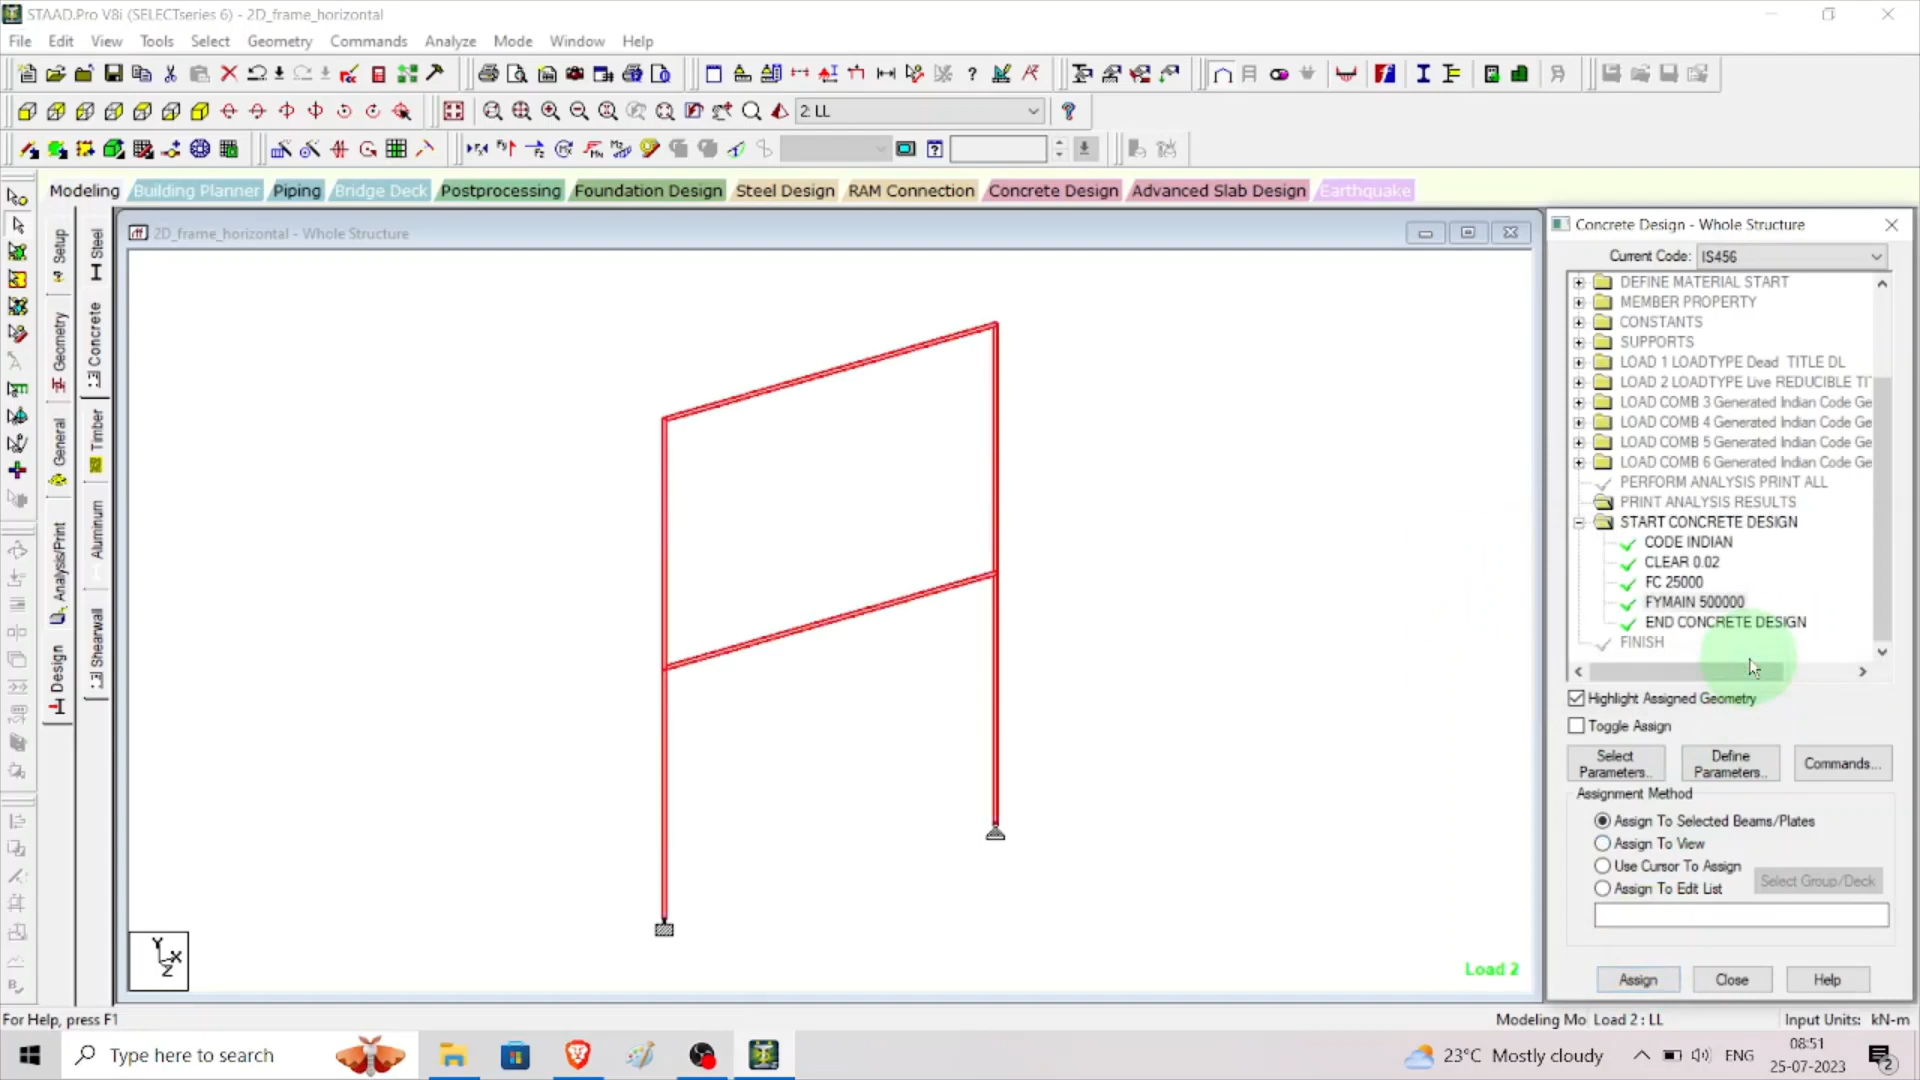 STAAD.Pro V8i (SELECTseries 6) - 2D_frame_horizontal
File Edit View Tools Select Geometry Commands Analyze Mode Window Help
2: LL
Modeling Building Planner Piping Bridge Deck Postprocessing Foundation Design Steel Design RAM Connection Concrete Design Advanced Slab Design Earthquake
Setup
Geometry
General
Analysis/Print
Design
Steel
Concrete
Timber
Aluminum
Shearwall
2D_frame_horizontal - Whole Structure
Y
X
Z
Load 2
Concrete Design - Whole Structure
Current Code: IS456
DEFINE MATERIAL START
MEMBER PROPERTY
CONSTANTS
SUPPORTS
LOAD 1 LOADTYPE Dead TITLE DL
LOAD 2 LOADTYPE Live REDUCIBLE TI
LOAD COMB 3 Generated Indian Code Ge
LOAD COMB 4 Generated Indian Code Ge
LOAD COMB 5 Generated Indian Code Ge
LOAD COMB 6 Generated Indian Code Ge
PERFORM ANALYSIS PRINT ALL
PRINT ANALYSIS RESULTS
START CONCRETE DESIGN
CODE INDIAN
CLEAR 0.02
FC 25000
FYMAIN 500000
END CONCRETE DESIGN
FINISH
Highlight Assigned Geometry
Toggle Assign
Select Parameters..
Define Parameters..
Commands...
Assignment Method
Assign To Selected Beams/Plates
Assign To View
Use Cursor To Assign
Assign To Edit List
Select Group/Deck
Assign Close Help
For Help, press F1
Modeling Mo Load 2 : LL Input Units: kN-m
Type here to search
23°C Mostly cloudy
ENG
08:51
25-07-2023
2